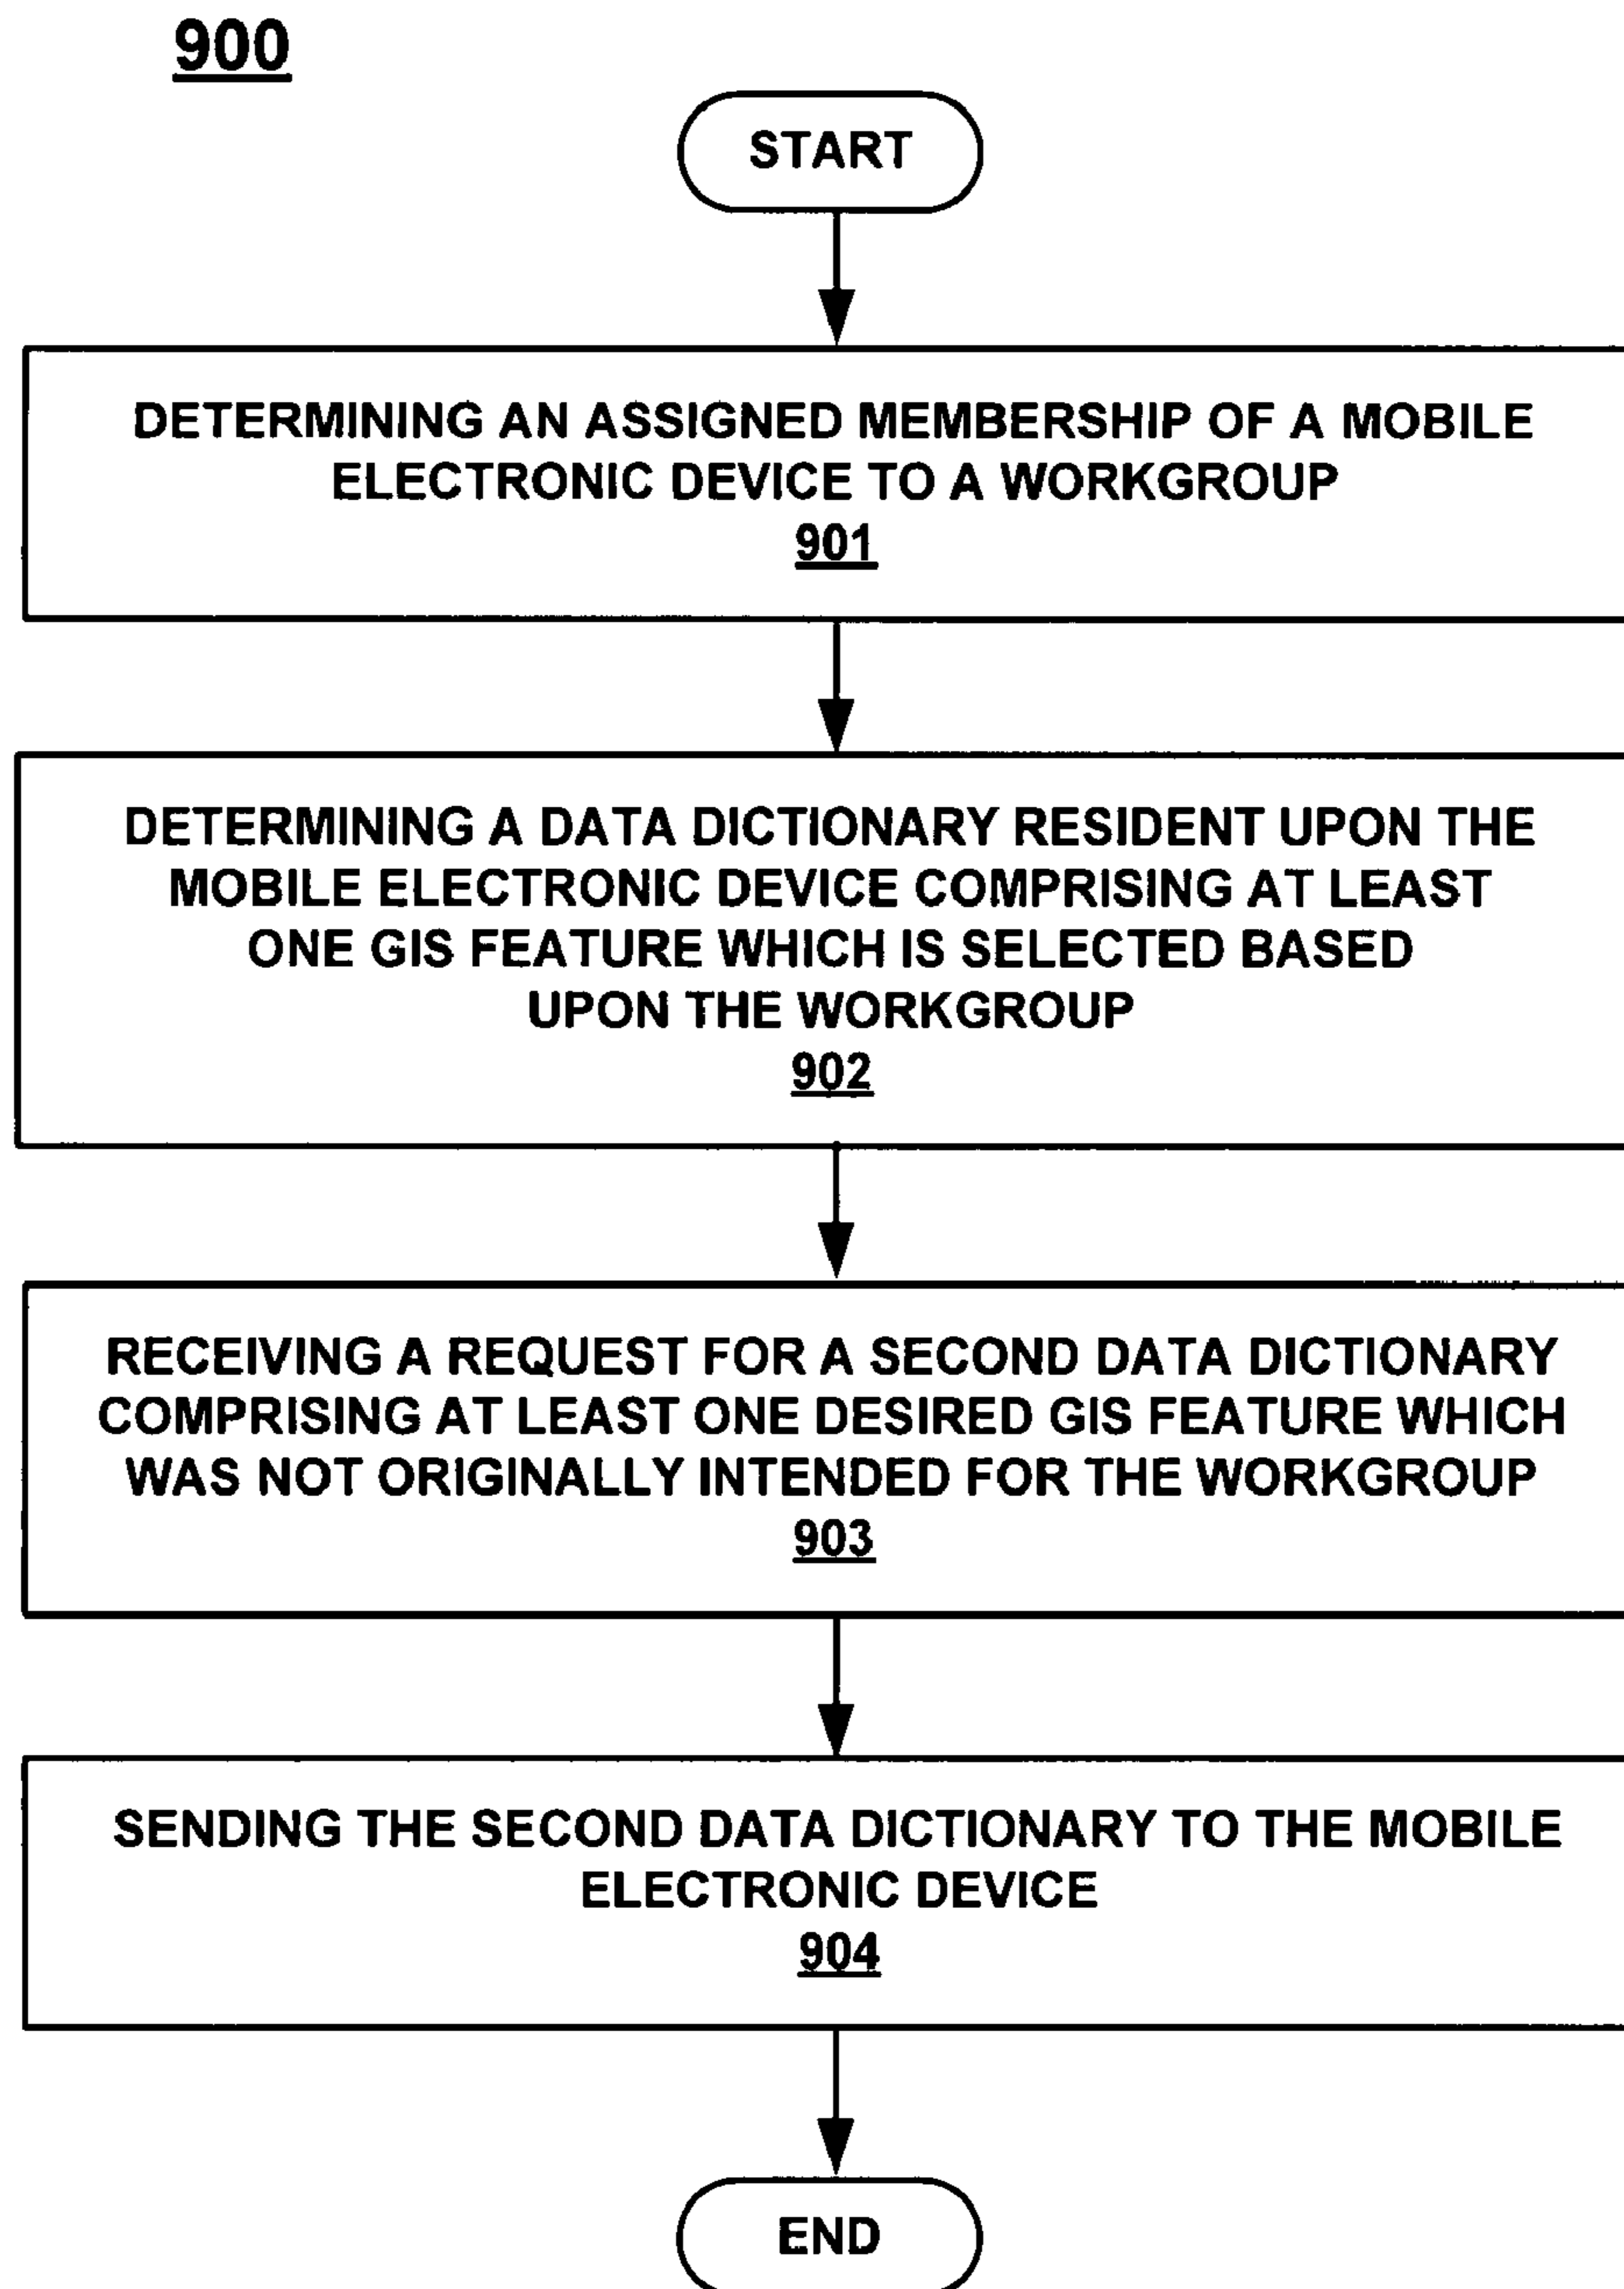 900
START
DETERMINING AN ASSIGNED MEMBERSHIP OF A MOBILE
ELECTRONIC DEVICE TO A WORKGROUP
901
DETERMINING A DATA DICTIONARY RESIDENT UPON THE
MOBILE ELECTRONIC DEVICE COMPRISING AT LEAST
ONE GIS FEATURE WHICH IS SELECTED BASED
UPON THE WORKGROUP
902
RECEIVING A REQUEST FOR A SECOND DATA DICTIONARY
COMPRISING AT LEAST ONE DESIRED GIS FEATURE WHICH
WAS NOT ORIGINALLY INTENDED FOR THE WORKGROUP
903
SENDING THE SECOND DATA DICTIONARY TO THE MOBILE
ELECTRONIC DEVICE
904
END